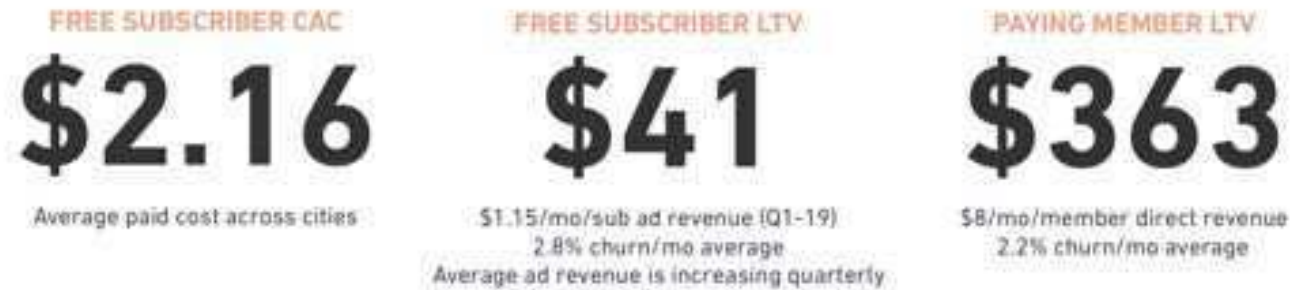 FREE SUBSCRIBER CAC
$2.16
Average paid cost across cities
FREE SUBSCRIBER LTV
$41
$1.15/mo/sub ad revenue (Q1-19)
2.8% churn/mo average
Average ad revenue is increasing quarterly
PAYING MEMBER LTV
$363
$8/mo/member direct revenue
2.2% churn/mo average